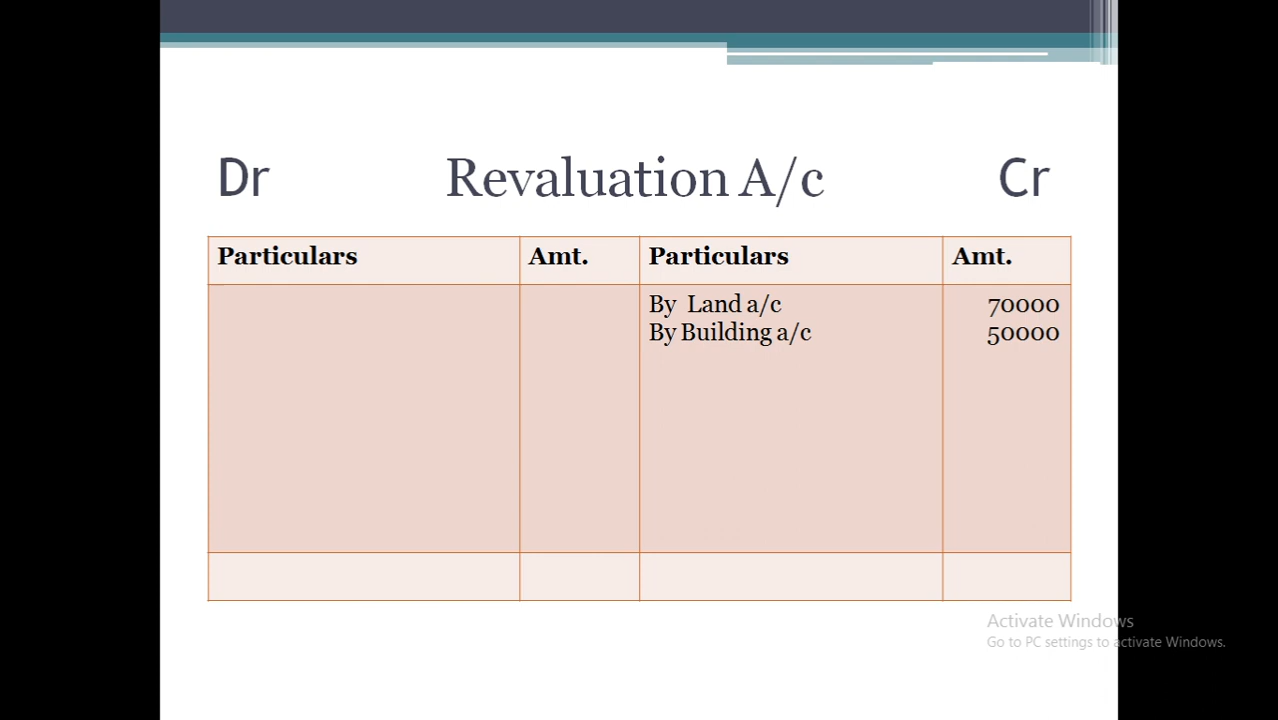 Dr Revaluation A/c Cr
Particulars Amt. Particulars Amt.
By Land a/c 70000
By Building a/c 50000
Activate Windows
Go to PC settings to activate Windows.